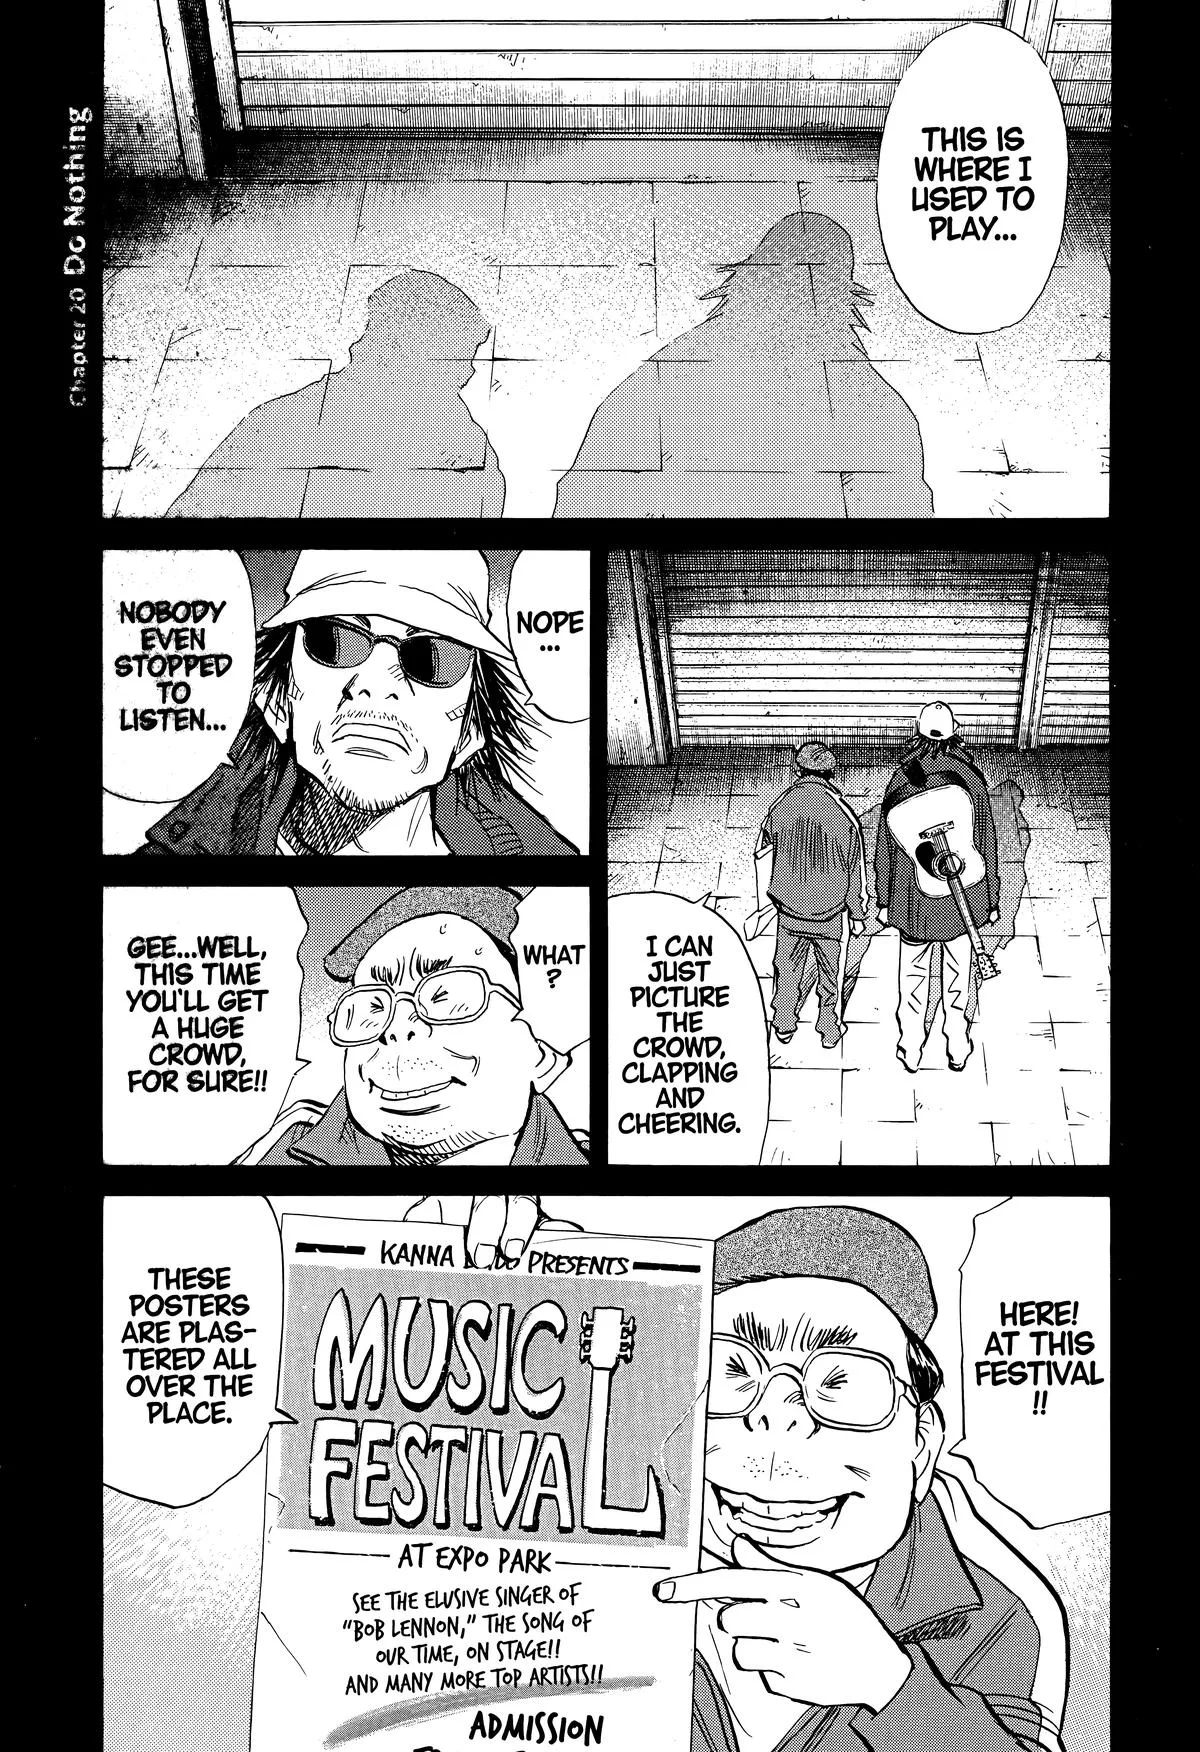 Chapter 20 Do Nothing
THIS IS
WHERE I
USED TO
PLAY...
I CAN
JUST
PICTURE
THE
CROWD,
CLAPPING
AND
CHEERING.
NOPE
...
NOBODY
EVEN
STOPPED
TO
LISTEN...
WHAT
?
GEE...WELL,
THIS TIME
YOU'LL GET
A HUGE
CROWD,
FOR SURE!!
HERE!
AT THIS
FESTIVAL
!!
THESE
POSTERS
ARE PLAS-
TERED ALL
OVER THE
PLACE.
KANNA PRESENTS
MUSIC
FESTIVAL
AT EXPO PARK
SEE THE ELUSIVE SINGER OF
"BOB LENNON," THE SONG OF
OUR TIME, ON STAGE!!
AND MANY MORE TOP ARTISTS!!
ADMISSION